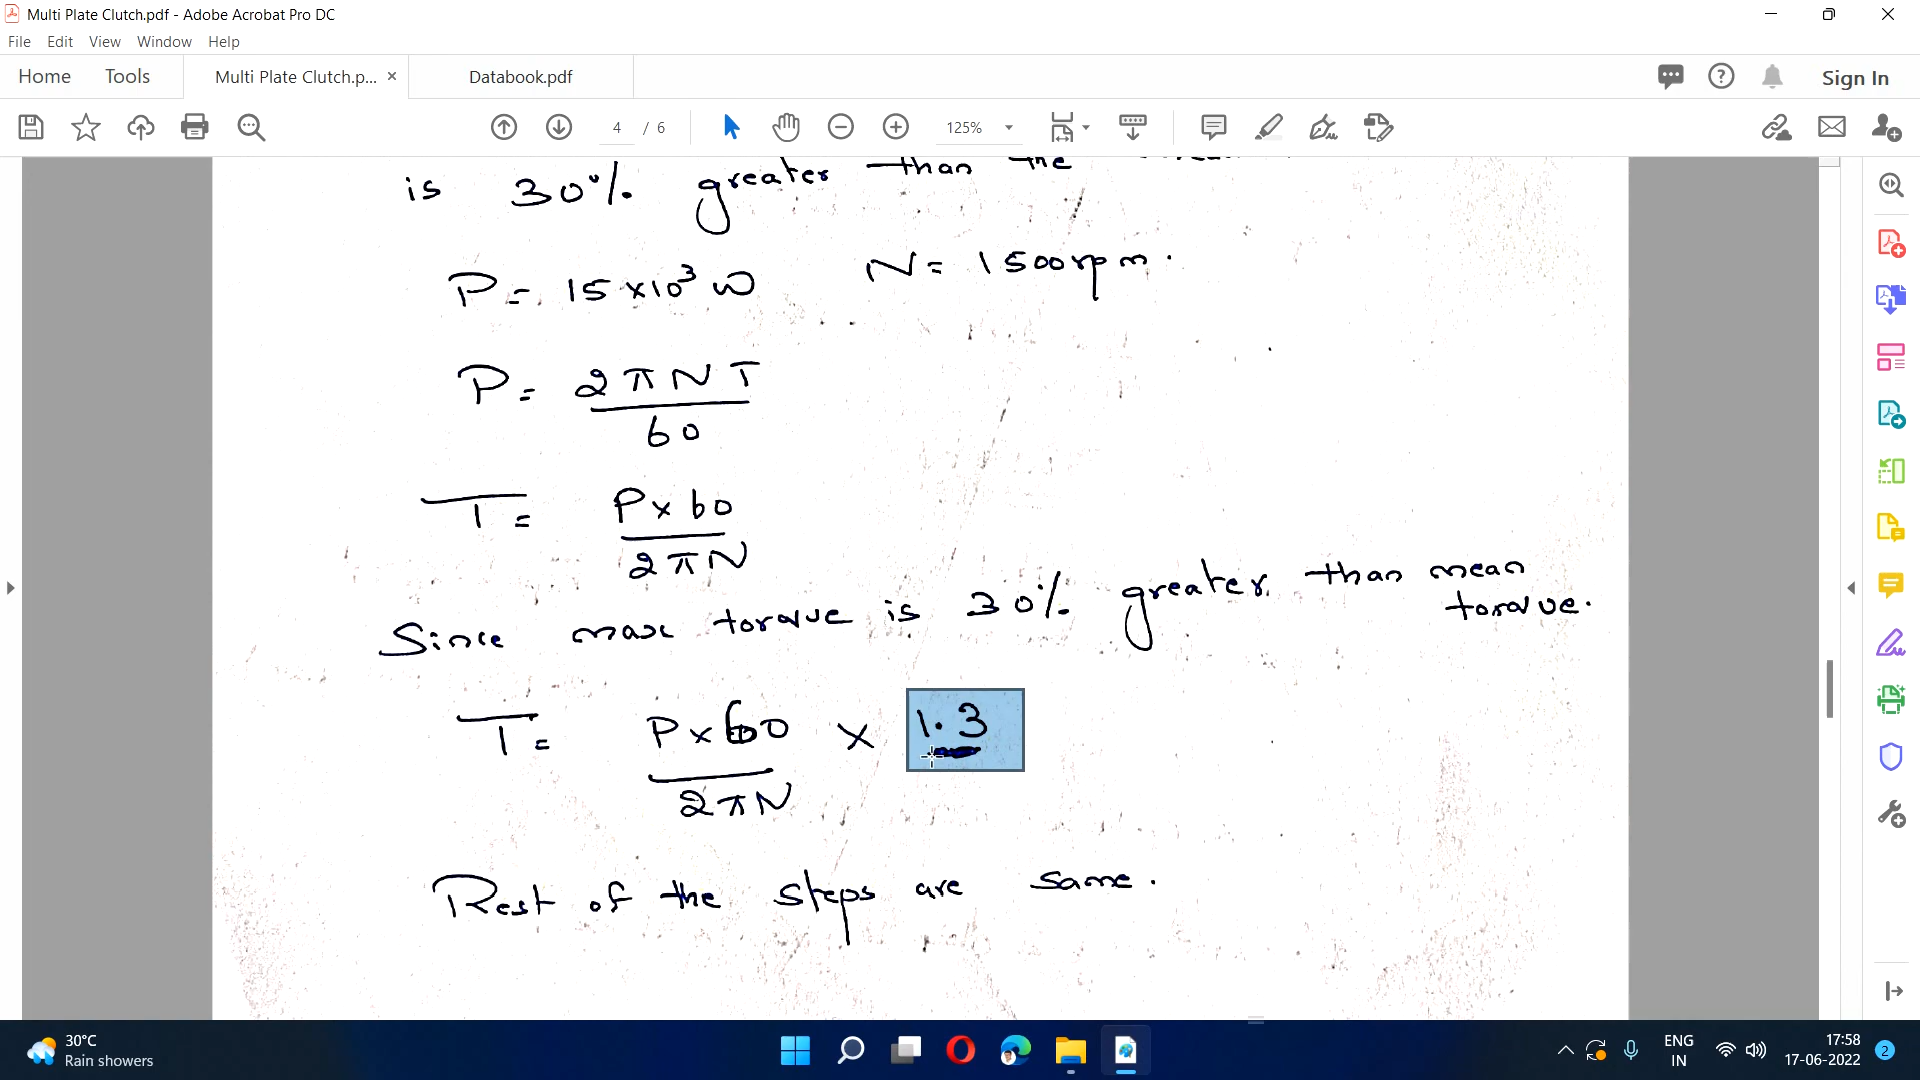 Multi Plate Clutch.pdf - Adobe Acrobat Pro DC
File Edit View Window Help
Home Tools Multi Plate Clutch.p... × Databook.pdf Sign In
4 / 6 125%
is 30% greater than the
P = 15×10³ W N = 1500rpm.
P = 2πNT
60
T = P×60
2πN
Since max torque is 30% greater than mean
torque.
T = P×60 × 1.3
2πN
Rest of the steps are same.
30°C
Rain showers
ENG
IN
17:58
17-06-2022
2